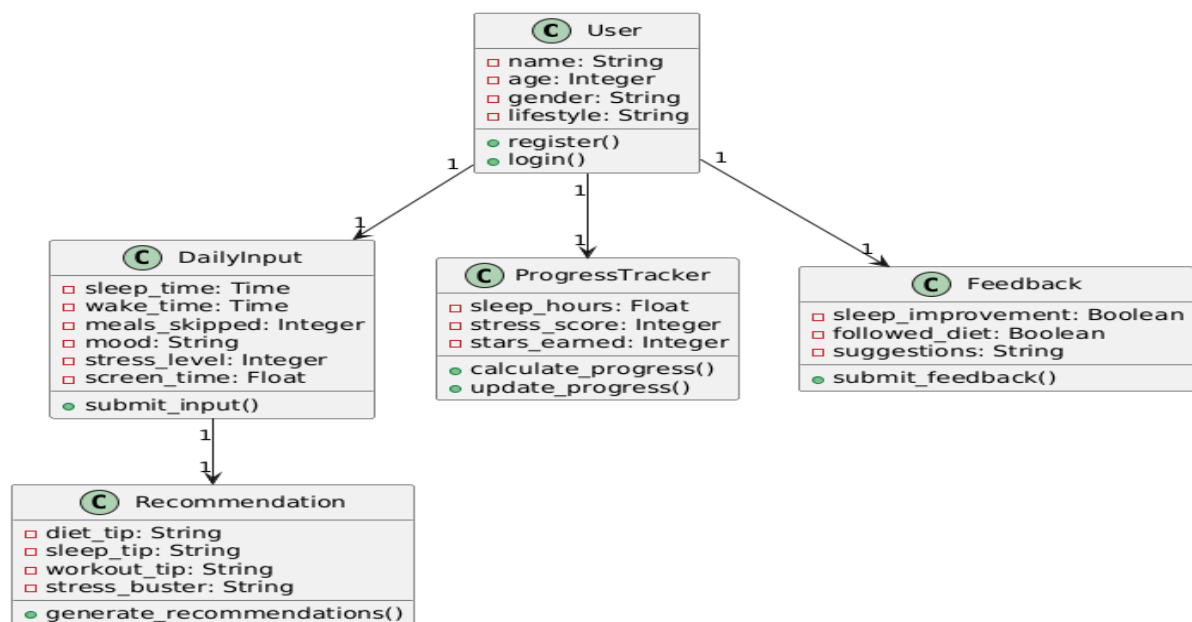 C User
name: String
age: Integer
gender: String
lifestyle: String
register()
login()
1
1
1
1
1
1
C DailyInput
sleep_time: Time
wake_time: Time
meals_skipped: Integer
mood: String
stress_level: Integer
screen_time: Float
submit_input()
C ProgressTracker
sleep_hours: Float
stress_score: Integer
stars_earned: Integer
calculate_progress()
update_progress()
C Feedback
sleep_improvement: Boolean
followed_diet: Boolean
suggestions: String
submit_feedback()
1
1
C Recommendation
diet_tip: String
sleep_tip: String
workout_tip: String
stress_buster: String
generate_recommendations()